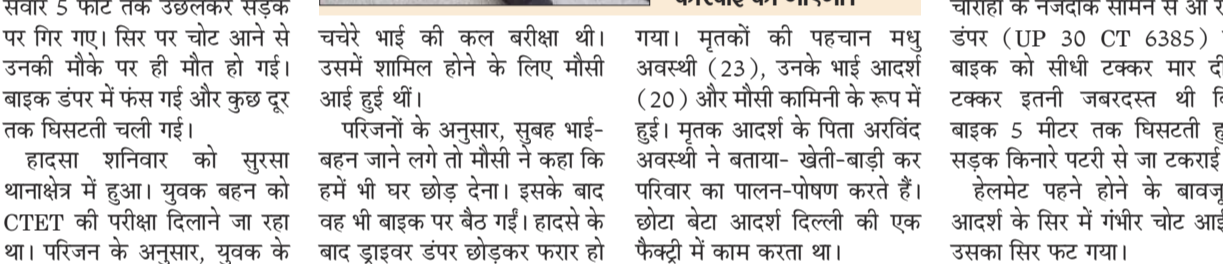 सवार 5 फीट तक उछलकर सड़क
पर गिर गए। सिर पर चोट आने से
उनकी मौके पर ही मौत हो गई।
बाइक डंपर में फंस गई और कुछ दूर
तक घिसटती चली गई।
हादसा शनिवार को सुरसा
थानाक्षेत्र में हुआ। युवक बहन को
CTET की परीक्षा दिलाने जा रहा
था। परिजन के अनुसार, युवक के
चचेरे भाई की कल बरीक्षा थी।
उसमें शामिल होने के लिए मौसी
आई हुई थीं।
परिजनों के अनुसार, सुबह भाई-
बहन जाने लगे तो मौसी ने कहा कि
हमें भी घर छोड़ देना। इसके बाद
वह भी बाइक पर बैठ गईं। हादसे के
बाद ड्राइवर डंपर छोड़कर फरार हो
गया। मृतकों की पहचान मधु
अवस्थी (23), उनके भाई आदर्श
(20) और मौसी कामिनी के रूप में
हुई। मृतक आदर्श के पिता अरविंद
अवस्थी ने बताया- खेती-बाड़ी कर
परिवार का पालन-पोषण करते हैं।
छोटा बेटा आदर्श दिल्ली की एक
फैक्ट्री में काम करता था।
के नजदीक सामने से आ
डंपर (UP 30 CT 6385)
बाइक को सीधी टक्कर मार
टक्कर इतनी जबरदस्त थी
बाइक 5 मीटर तक घिसटती
सड़क किनारे पटरी से जा टकराई
हेलमेट पहने होने के
आदर्श के सिर में गंभीर चोट
उसका सिर फट गया।